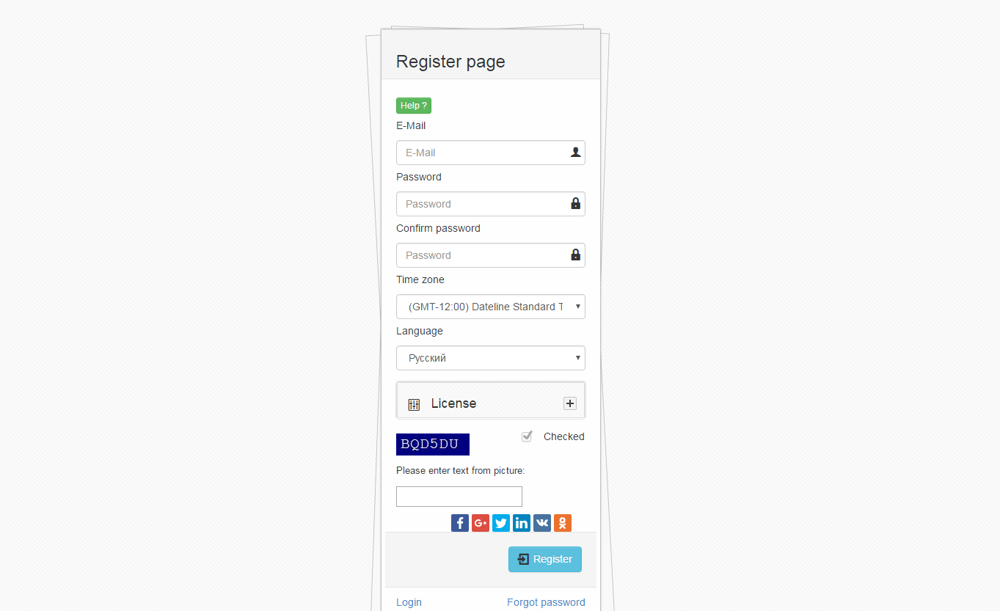 Register page
Help ?
E-Mail
E-Mail
Password
Password
Confirm password
Password
Time zone
(GMT-12:00) Dateline Standard T
Language
Русский
License
BQD5DU
Checked
Please enter text from picture:
Register
Login
Forgot password